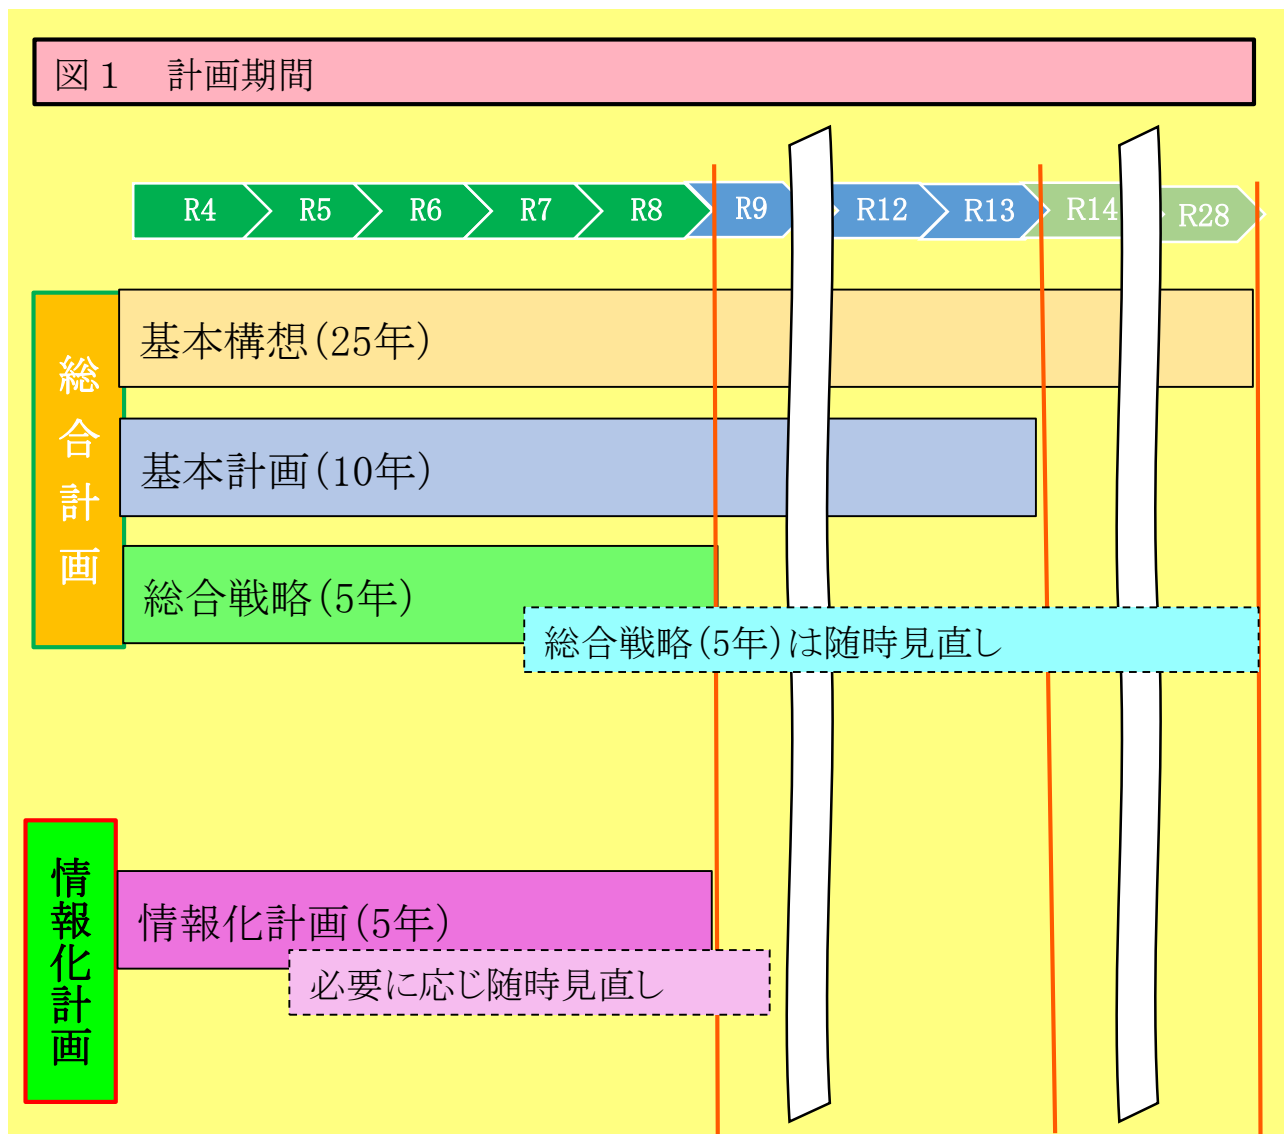 図１　計画期間
R4 R5 R6 R7 R8 R9 R12 R13 R14 R28
総合計画
基本構想(25年)
基本計画(10年)
総合戦略(5年)
総合戦略(5年)は随時見直し
情報化計画
情報化計画(5年)
必要に応じ随時見直し